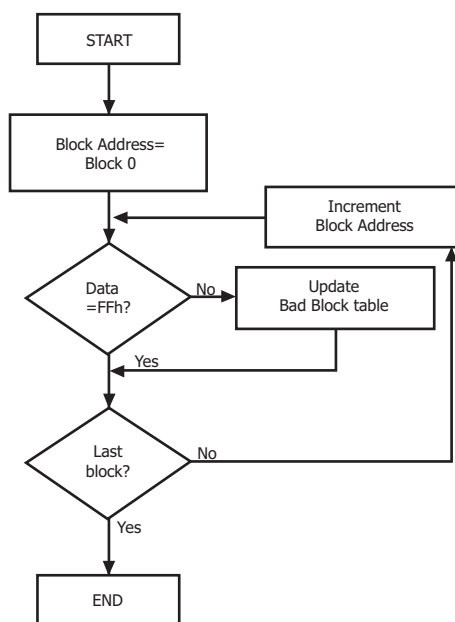 START
Block Address=
Block 0
Increment
Block Address
Data
=FFh?
No
Update
Bad Block table
Yes
Last
block?
No
Yes
END